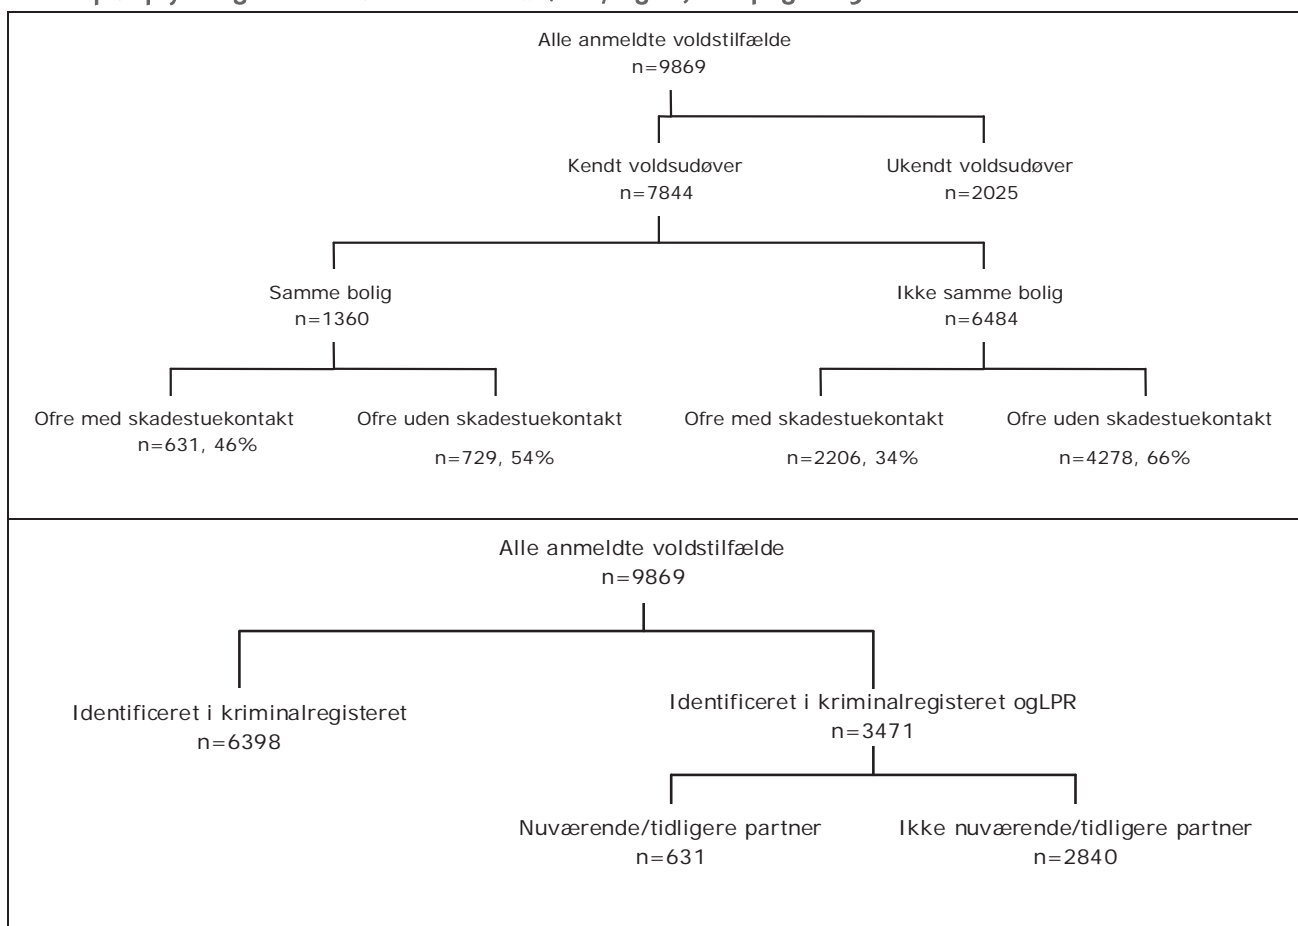 Alle anmeldte voldstilfælde
n=9869
Kendt voldsudøver
n=7844
Ukendt voldsudøver
n=2025
Samme bolig
n=1360
Ikke samme bolig
n=6484
Ofre med skadestuekontakt
n=631, 46%
Ofre uden skadestuekontakt
n=729, 54%
Ofre med skadestuekontakt
n=2206, 34%
Ofre uden skadestuekontakt
n=4278, 66%
Alle anmeldte voldstilfælde
n=9869
Identificeret i kriminalregisteret
n=6398
Identificeret i kriminalregisteret ogLPR
n=3471
Nuværende/tidligere partner
n=631
Ikke nuværende/tidligere partner
n=2840